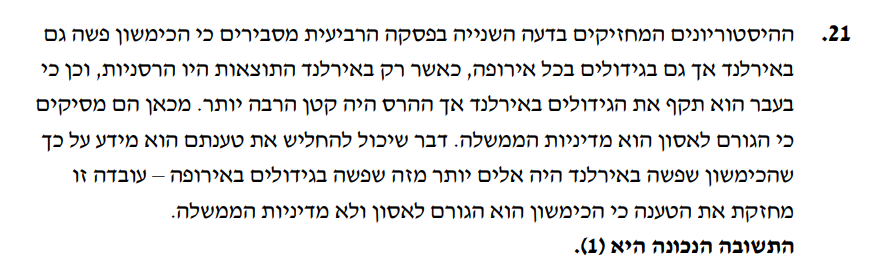 21. ההיסטוריונים המחזיקים בדעה השנייה בפסקה הרביעית מסבירים כי הכימשון פשה גם
באירלנד אך גם בגידולים בכל אירופה, כאשר רק באירלנד התוצאות היו הרסניות, וכן כי
בעבר הוא תקף את הגידולים באירלנד אך ההרס היה קטן הרבה יותר. מכאן הם מסיקים
כי הגורם לאסון הוא מדיניות הממשלה. דבר שיכול להחליש את טענתם הוא מידע על כך
שהכימשון שפשה באירלנד היה אלים יותר מזה שפשה בגידולים באירופה – עובדה זו
מחזקת את הטענה כי הכימשון הוא הגורם לאסון ולא מדיניות הממשלה.
התשובה הנכונה היא (1).